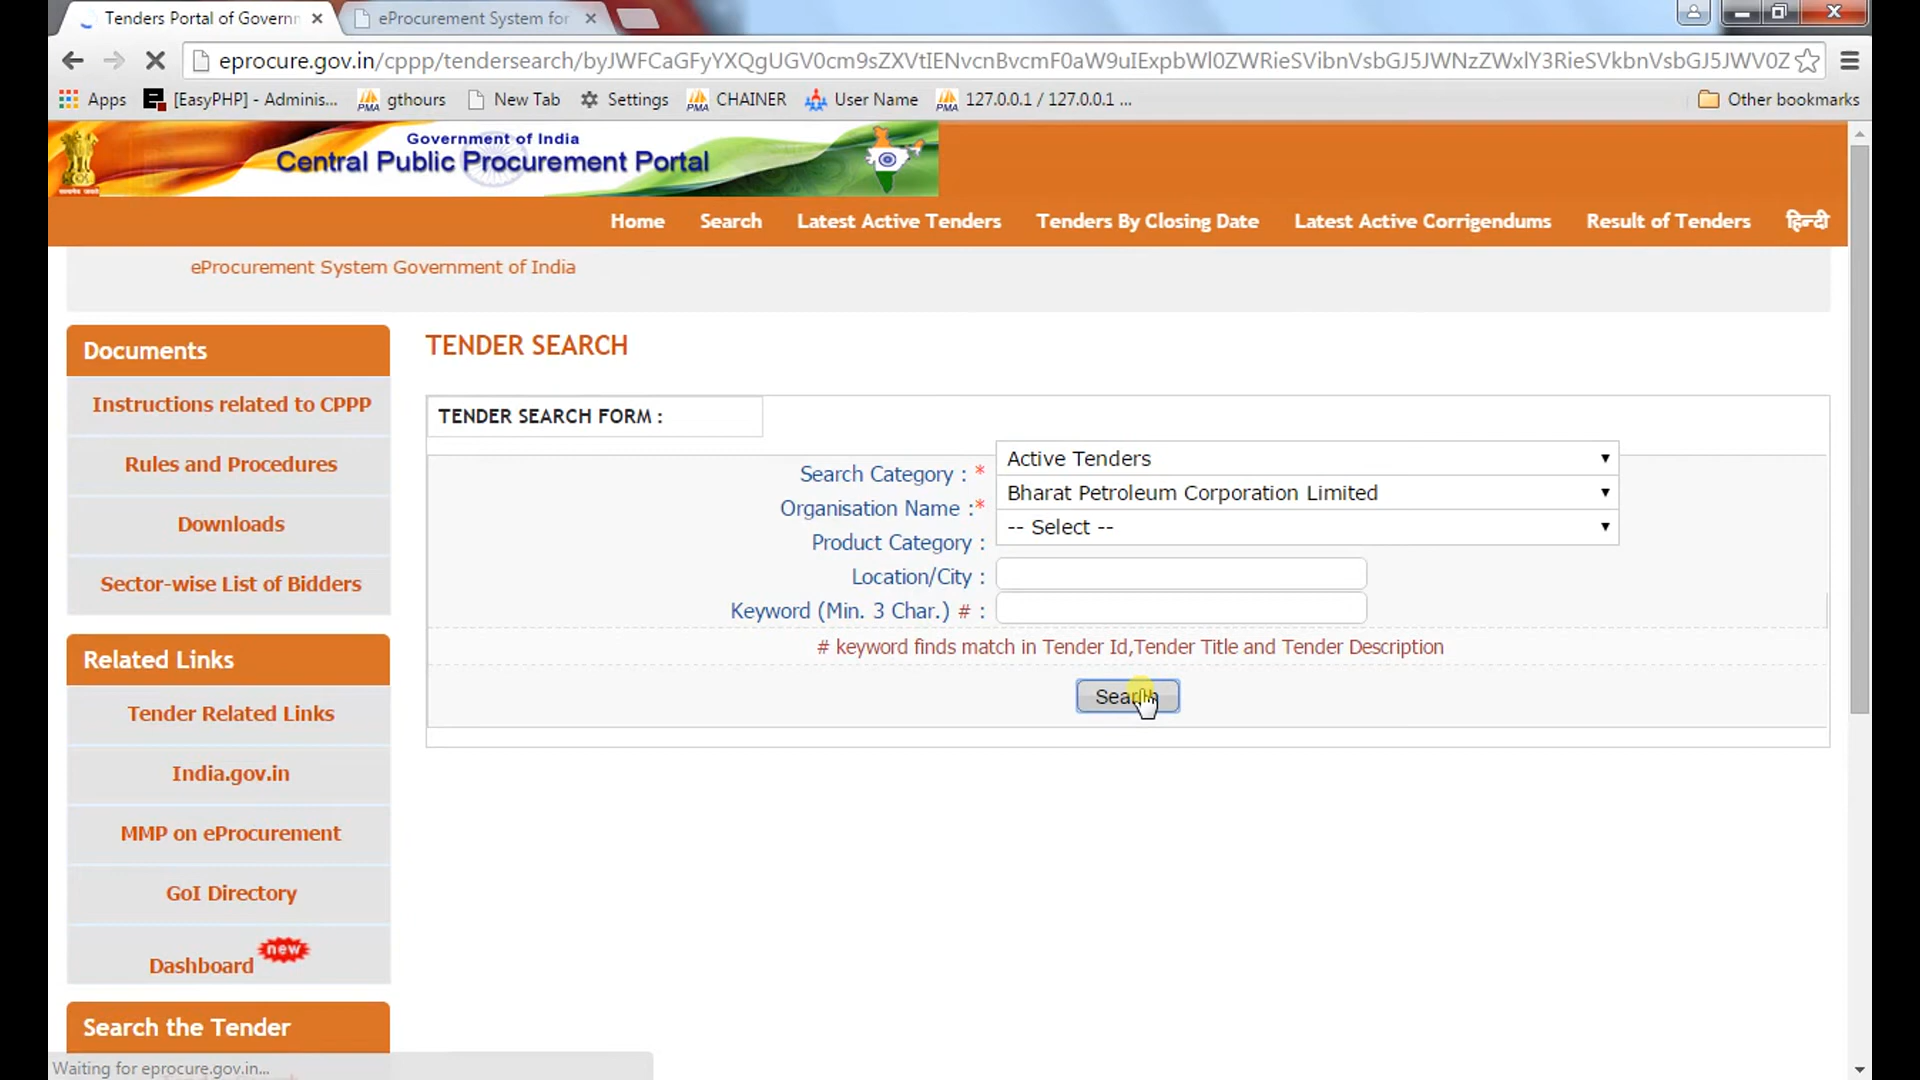 Tenders Portal of Governm
eProcurement System for
eprocure.gov.in/cppp/tendersearch/byJWFCaGFyYXQgUGV0cm9sZXVtIENvcnBvcmF0aW9uIExpbWl0ZWRieSVibnVsbGJ5JWNzZWxlY3RieSVkbnVsbGJ5JWV0Z
Apps [EasyPHP] - Adminis... gthours New Tab Settings CHAINER User Name 127.0.0.1 / 127.0.0.1 ... Other bookmarks
Government of India
Central Public Procurement Portal
Home Search Latest Active Tenders Tenders By Closing Date Latest Active Corrigendums Result of Tenders हिन्दी
eProcurement System Government of India
Documents
Instructions related to CPPP
Rules and Procedures
Downloads
Sector-wise List of Bidders
Related Links
Tender Related Links
India.gov.in
MMP on eProcurement
GoI Directory
Dashboard new
Search the Tender
TENDER SEARCH
TENDER SEARCH FORM :
Search Category : * Active Tenders
Organisation Name :* Bharat Petroleum Corporation Limited
Product Category : -- Select --
Location/City :
Keyword (Min. 3 Char.) # :
# keyword finds match in Tender Id,Tender Title and Tender Description
Search
Waiting for eprocure.gov.in...